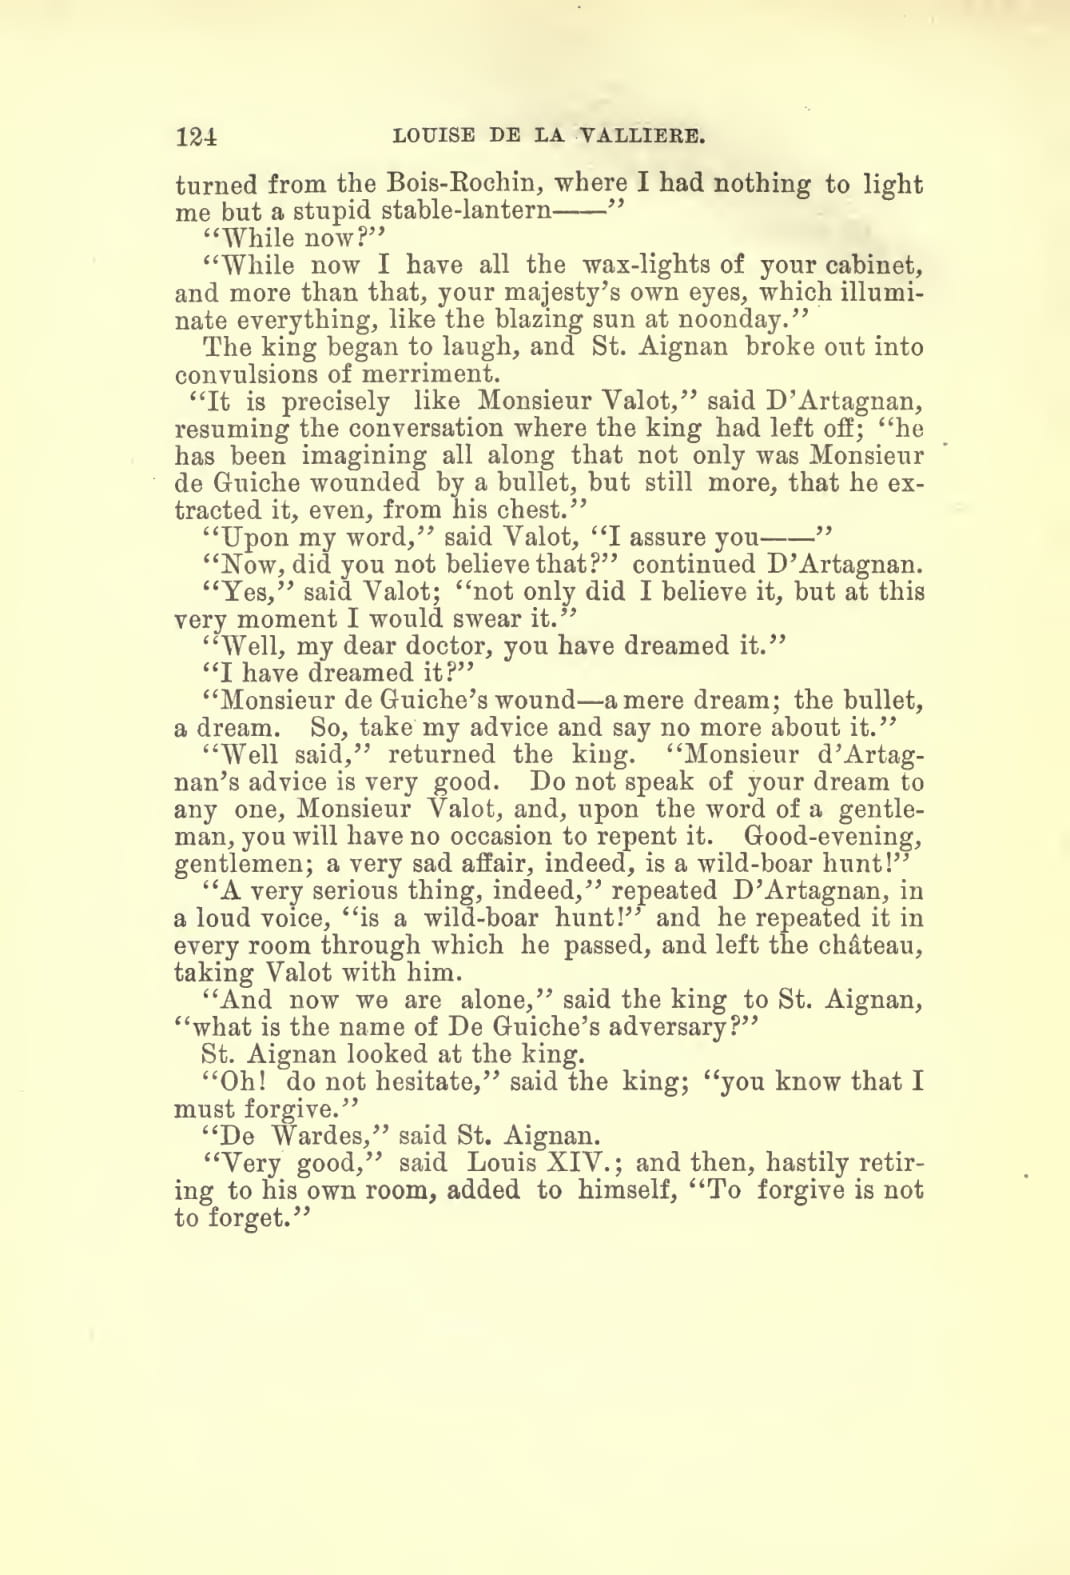 124 LOUISE DE LA VALLIERE.
turned from the Bois-Rochin, where I had nothing to light
me but a stupid stable-lantern——”
“While now?”
“While now I have all the wax-lights of your cabinet,
and more than that, your majesty’s own eyes, which illumi-
nate everything, like the blazing sun at noonday.”
The king began to laugh, and St. Aignan broke out into
convulsions of merriment.
“It is precisely like Monsieur Valot,” said D’Artagnan,
resuming the conversation where the king had left off; “he
has been imagining all along that not only was Monsieur
de Guiche wounded by a bullet, but still more, that he ex-
tracted it, even, from his chest.”
“Upon my word,” said Valot, “I assure you——”
“Now, did you not believe that?” continued D’Artagnan.
“Yes,” said Valot; “not only did I believe it, but at this
very moment I would swear it.”
“Well, my dear doctor, you have dreamed it.”
“I have dreamed it?”
“Monsieur de Guiche’s wound—a mere dream; the bullet,
a dream. So, take my advice and say no more about it.”
“Well said,” returned the king. “Monsieur d’Artag-
nan’s advice is very good. Do not speak of your dream to
any one, Monsieur Valot, and, upon the word of a gentle-
man, you will have no occasion to repent it. Good-evening,
gentlemen; a very sad affair, indeed, is a wild-boar hunt!”
“A very serious thing, indeed,” repeated D’Artagnan, in
a loud voice, “is a wild-boar hunt!” and he repeated it in
every room through which he passed, and left the château,
taking Valot with him.
“And now we are alone,” said the king to St. Aignan,
“what is the name of De Guiche’s adversary?”
St. Aignan looked at the king.
“Oh! do not hesitate,” said the king; “you know that I
must forgive.”
“De Wardes,” said St. Aignan.
“Very good,” said Louis XIV.; and then, hastily retir-
ing to his own room, added to himself, “To forgive is not
to forget.”